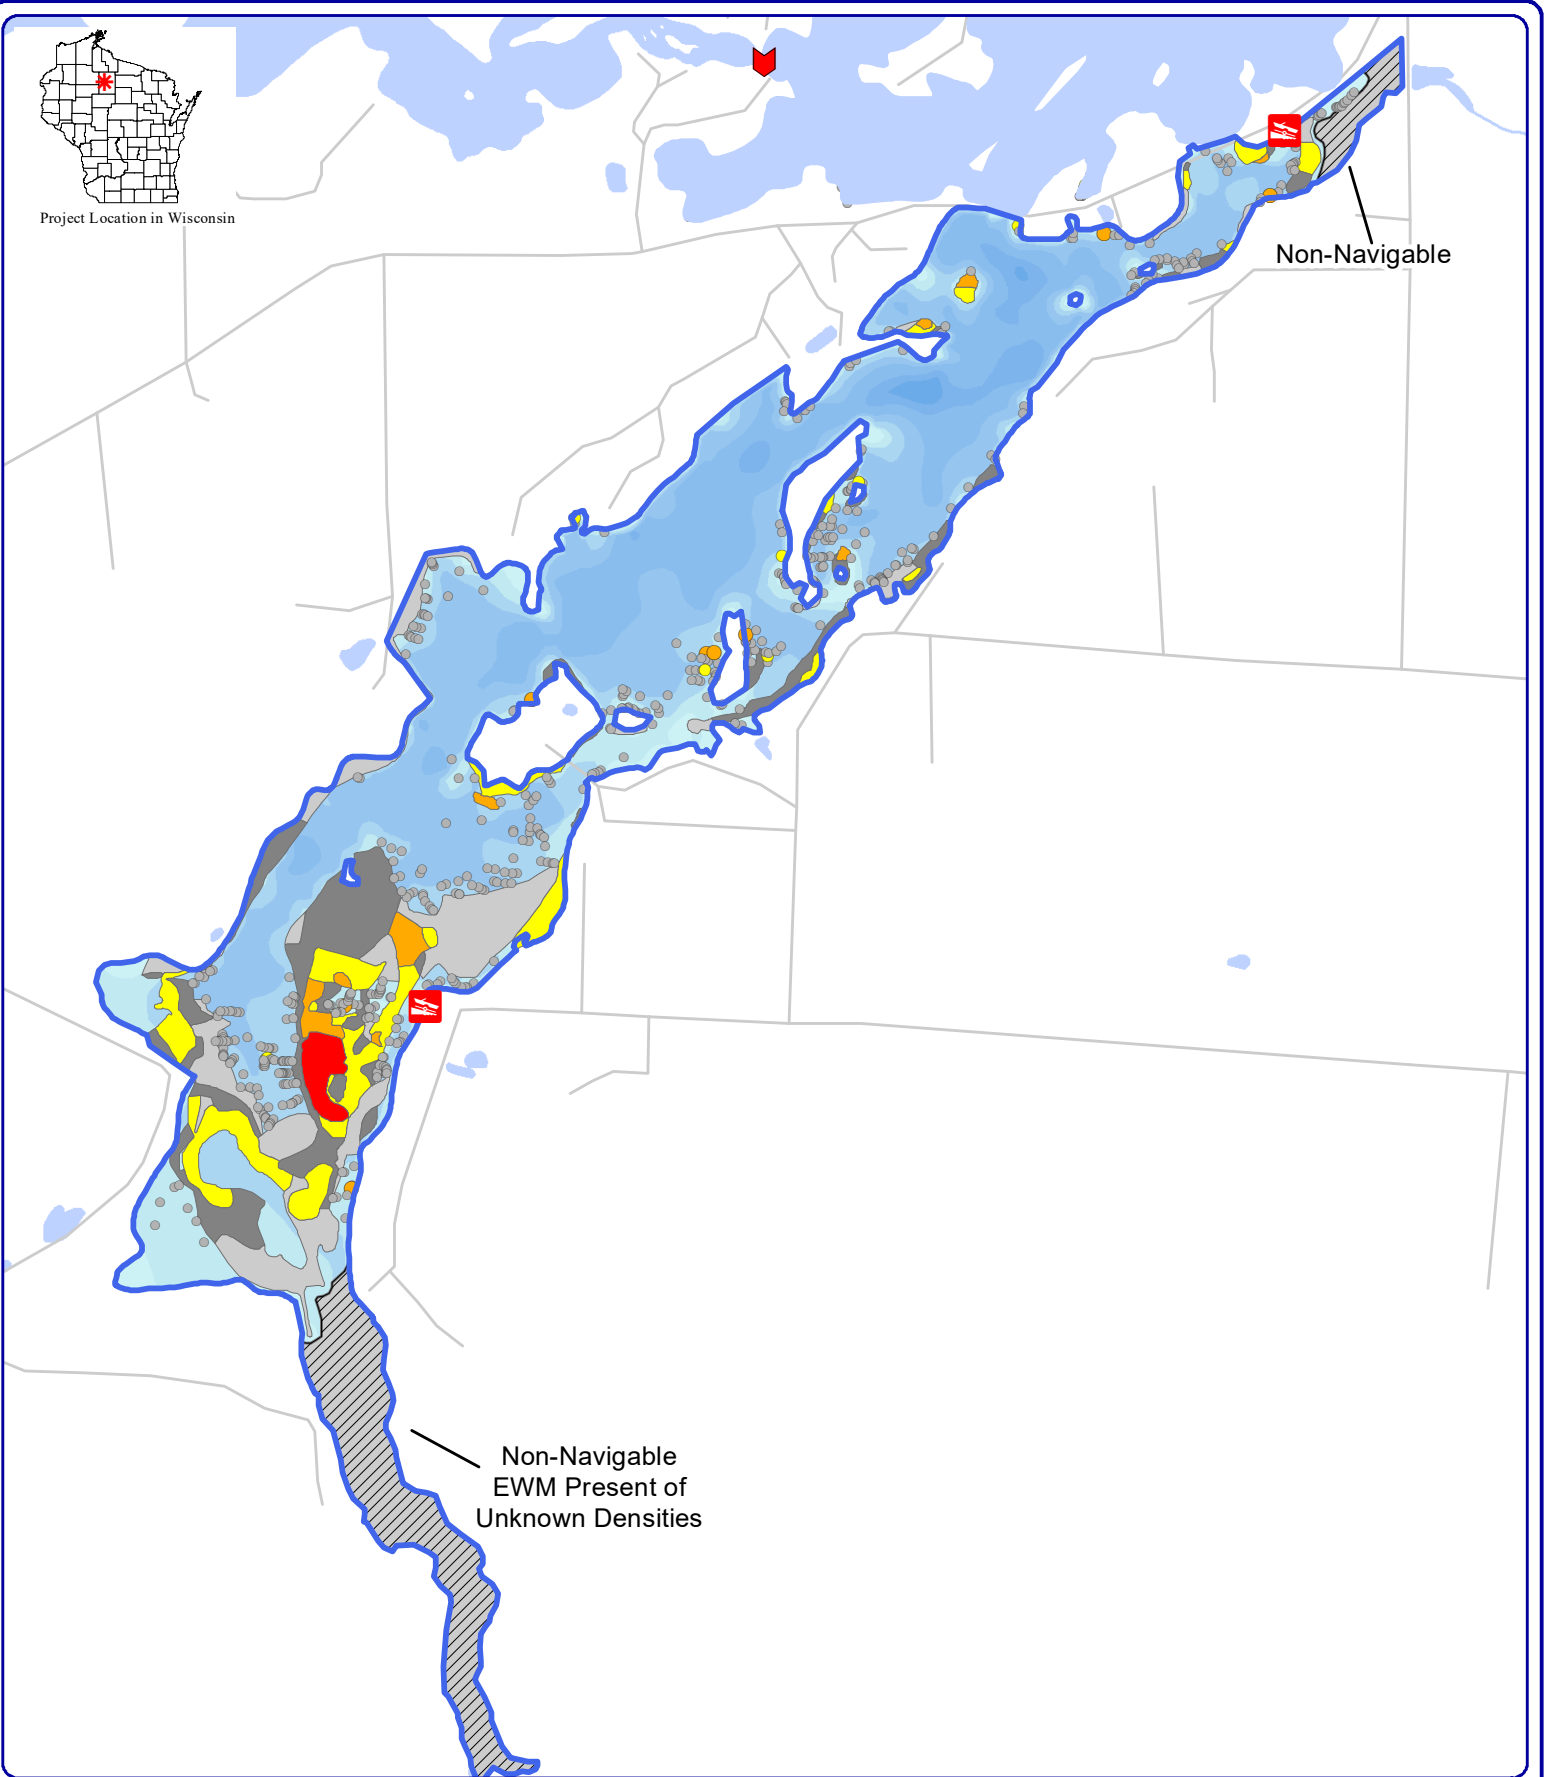 Project Location in Wisconsin
Non-Navigable
Non-Navigable
EWM Present of
Unknown Densities